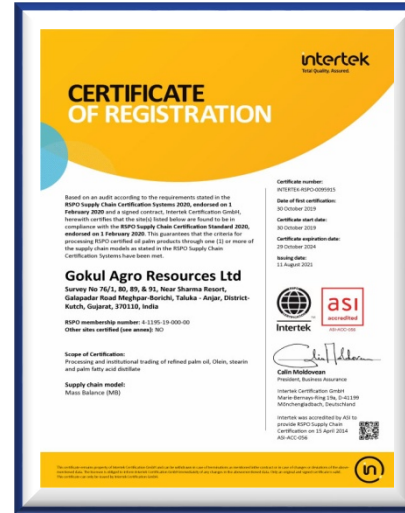 intertek
Total Quality. Assured.
CERTIFICATE
OF REGISTRATION
Based on an audit according to the requirements stated in the
RSPO Supply Chain Certification Systems 2020, endorsed on 1
February 2020 and a signed contract, Intertek Certification GmbH,
herewith certifies that the site(s) listed below are found to be in
compliance with the RSPO Supply Chain Certification Standard 2020,
endorsed on 1 February 2020. This guarantees that the criteria for
processing RSPO certified oil palm products through one (1) or more of
the supply chain models as stated in the RSPO Supply Chain
Certification Systems have been met.
Gokul Agro Resources Ltd
Survey No 76/1, 80, 89, & 91, Near Sharma Resort,
Galapadar Road Meghpar-Borichi, Taluka - Anjar, District-
Kutch, Gujarat, 370110, India
RSPO membership number: 4-1195-19-000-00
Other sites certified (see annex): NO
Scope of Certification:
Processing and institutional trading of refined palm oil, Olein, stearin
and palm fatty acid distillate
Supply chain model:
Mass Balance (MB)
Certificate number:
INTERTEK-RSPO-0095915
Date of first certification:
30 October 2019
Certificate start date:
30 October 2019
Certificate expiration date:
29 October 2024
Issuing date:
11 August 2021
Intertek
asi
accredited
ASI-ACC-056
Calin Moldovean
President, Business Assurance
Intertek Certification GmbH
Marie-Bernays-Ring 19a, D-41199
Mönchengladbach, Deutschland
Intertek was accredited by ASI to
provide RSPO Supply Chain
Certification on 15 April 2014
ASI-ACC-056
in